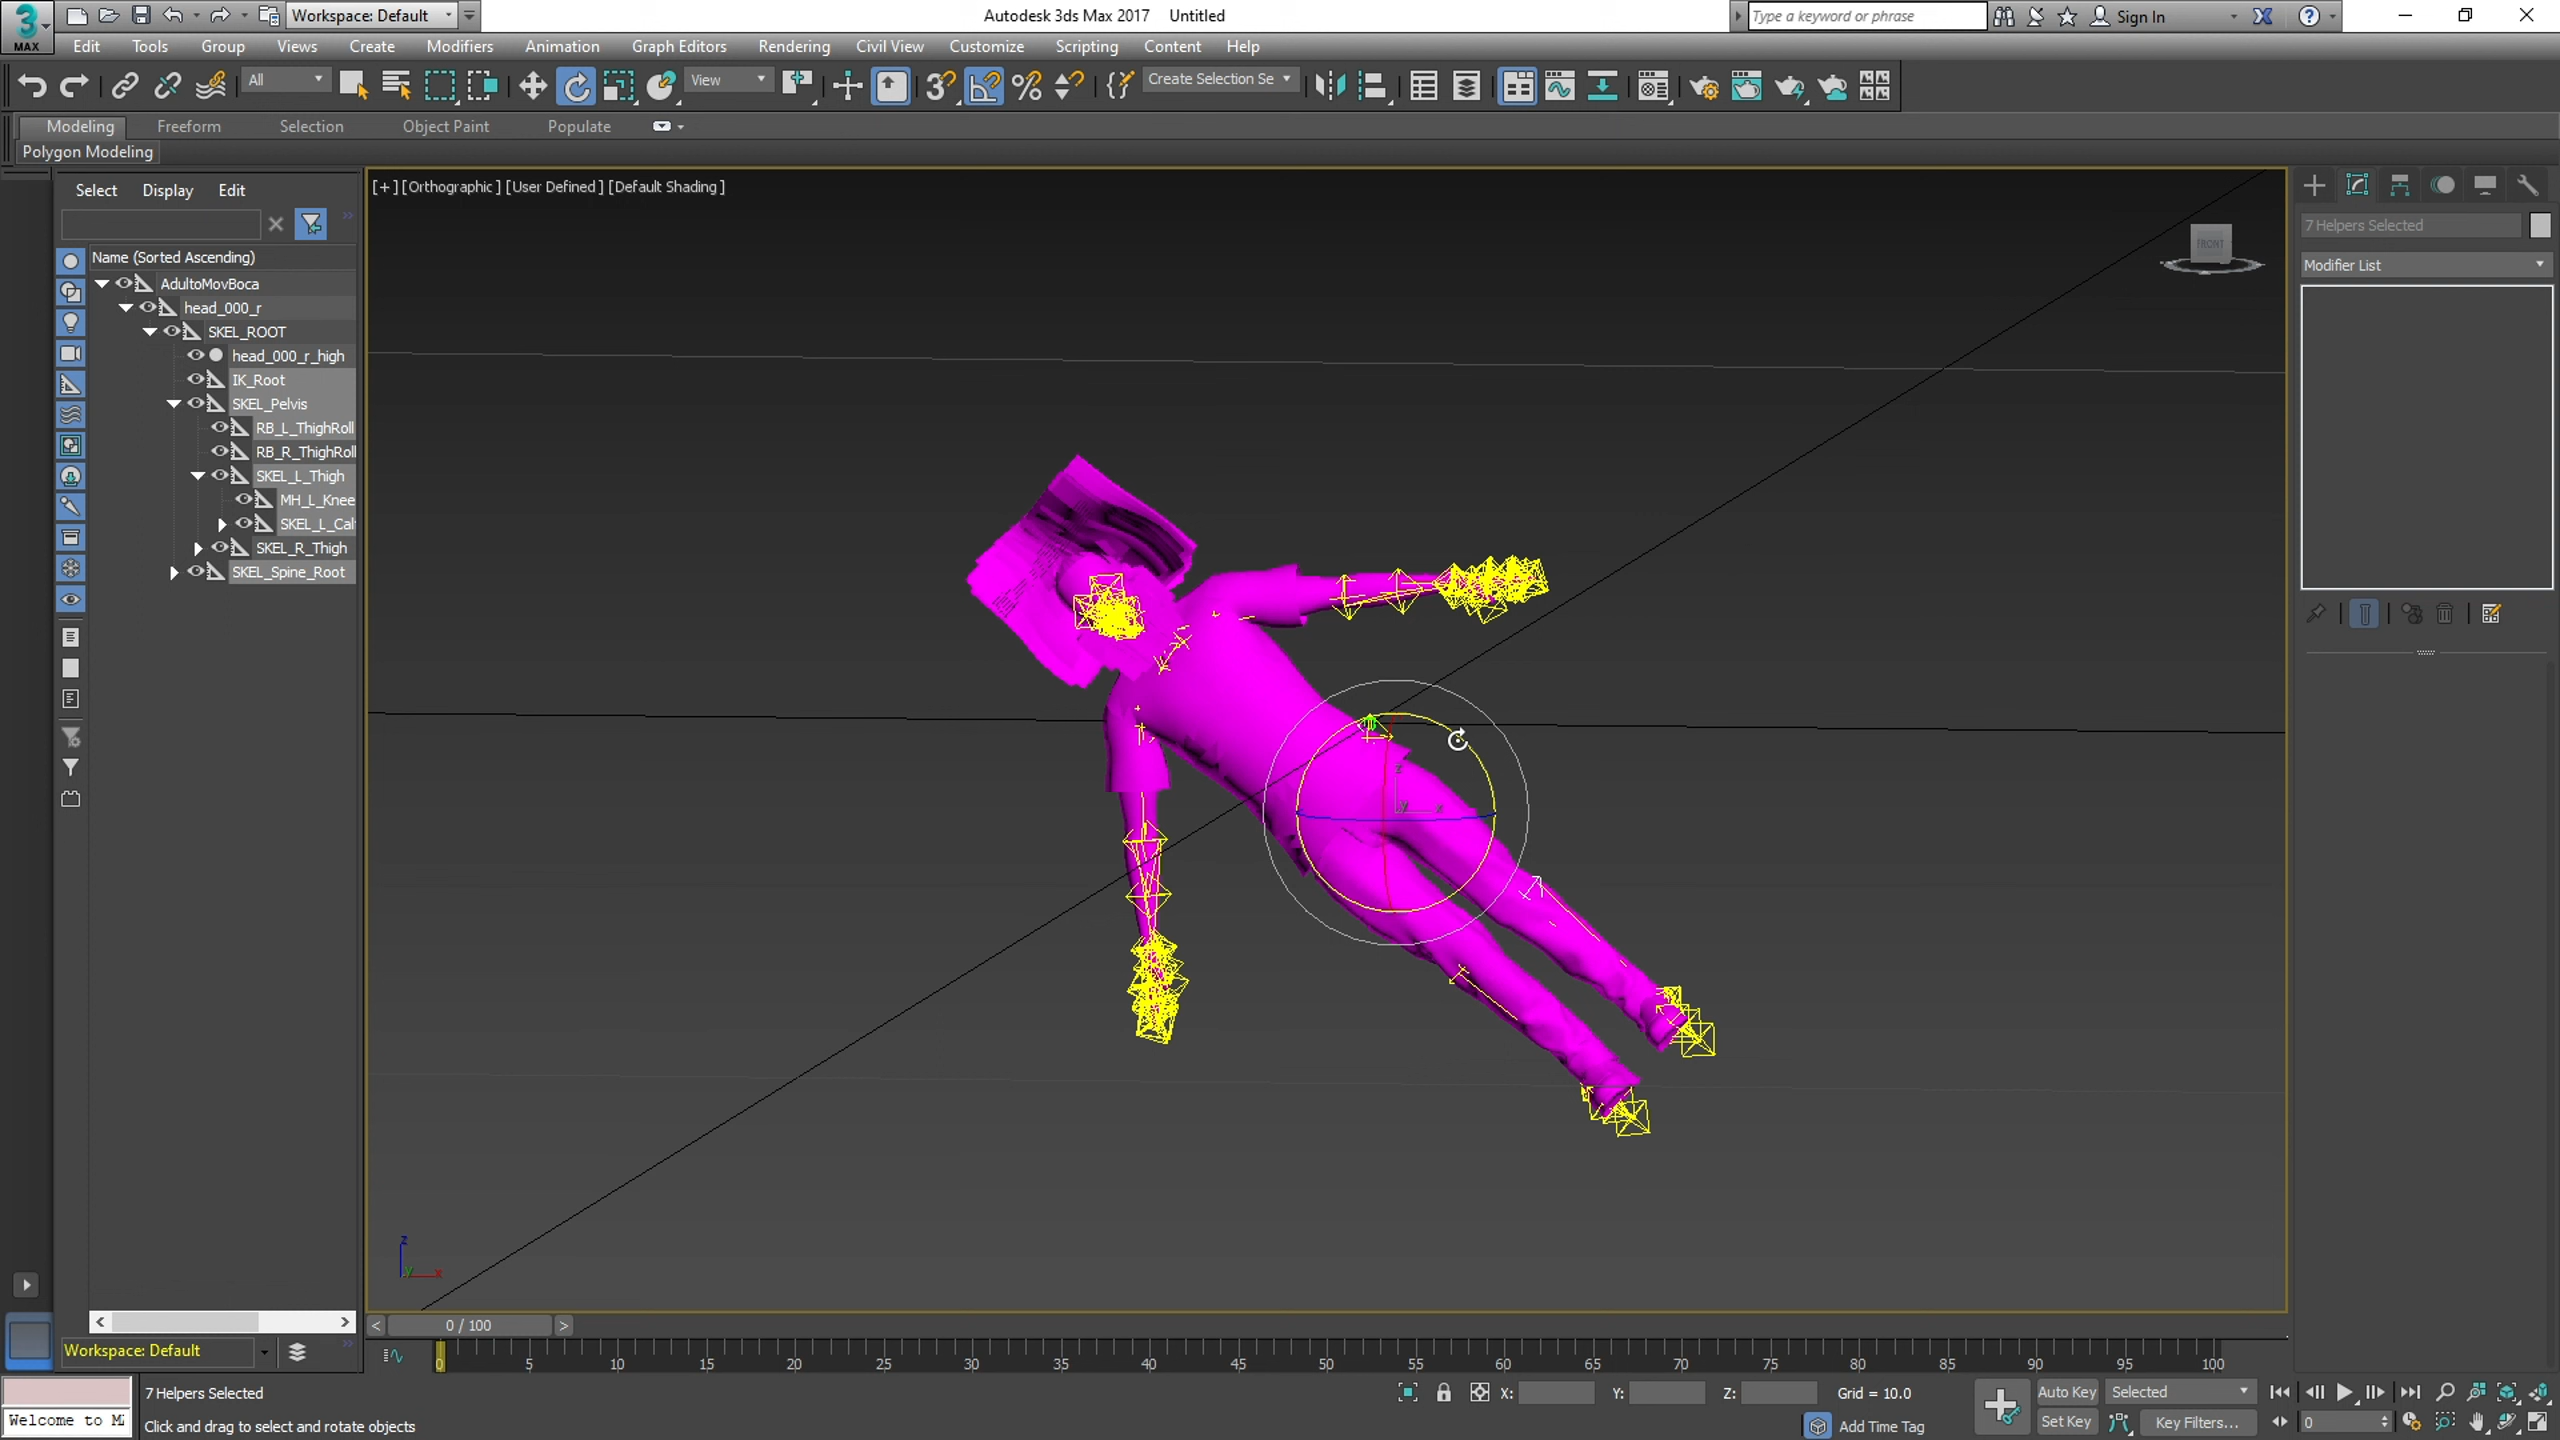 Workspace: Default
Autodesk 3ds Max 2017 Untitled
Type a keyword or phrase
Sign In
MAX
Edit Tools Group Views Create Modifiers Animation Graph Editors Rendering Civil View Customize Scripting Content Help
All
View
Create Selection Se
Modeling Freeform Selection Object Paint Populate
Polygon Modeling
Select Display Edit
[+] [Orthographic] [User Defined] [Default Shading]
FRONT
7 Helpers Selected
Modifier List
Name (Sorted Ascending)
AdultoMovBoca
head_000_r
SKEL_ROOT
head_000_r_high
IK_Root
SKEL_Pelvis
RB_L_ThighRoll
RB_R_ThighRoll
SKEL_L_Thigh
MH_L_Knee
SKEL_L_Cal
SKEL_R_Thigh
SKEL_Spine_Root
z
y x
z
y x
< 0 / 100 >
Workspace: Default
0 5 10 15 20 25 30 35 40 45 50 55 60 65 70 75 80 85 90 95 100
7 Helpers Selected
X: Y: Z: Grid = 10.0
Auto Key Selected
Welcome to M
Click and drag to select and rotate objects
Add Time Tag
Set Key Key Filters...
0